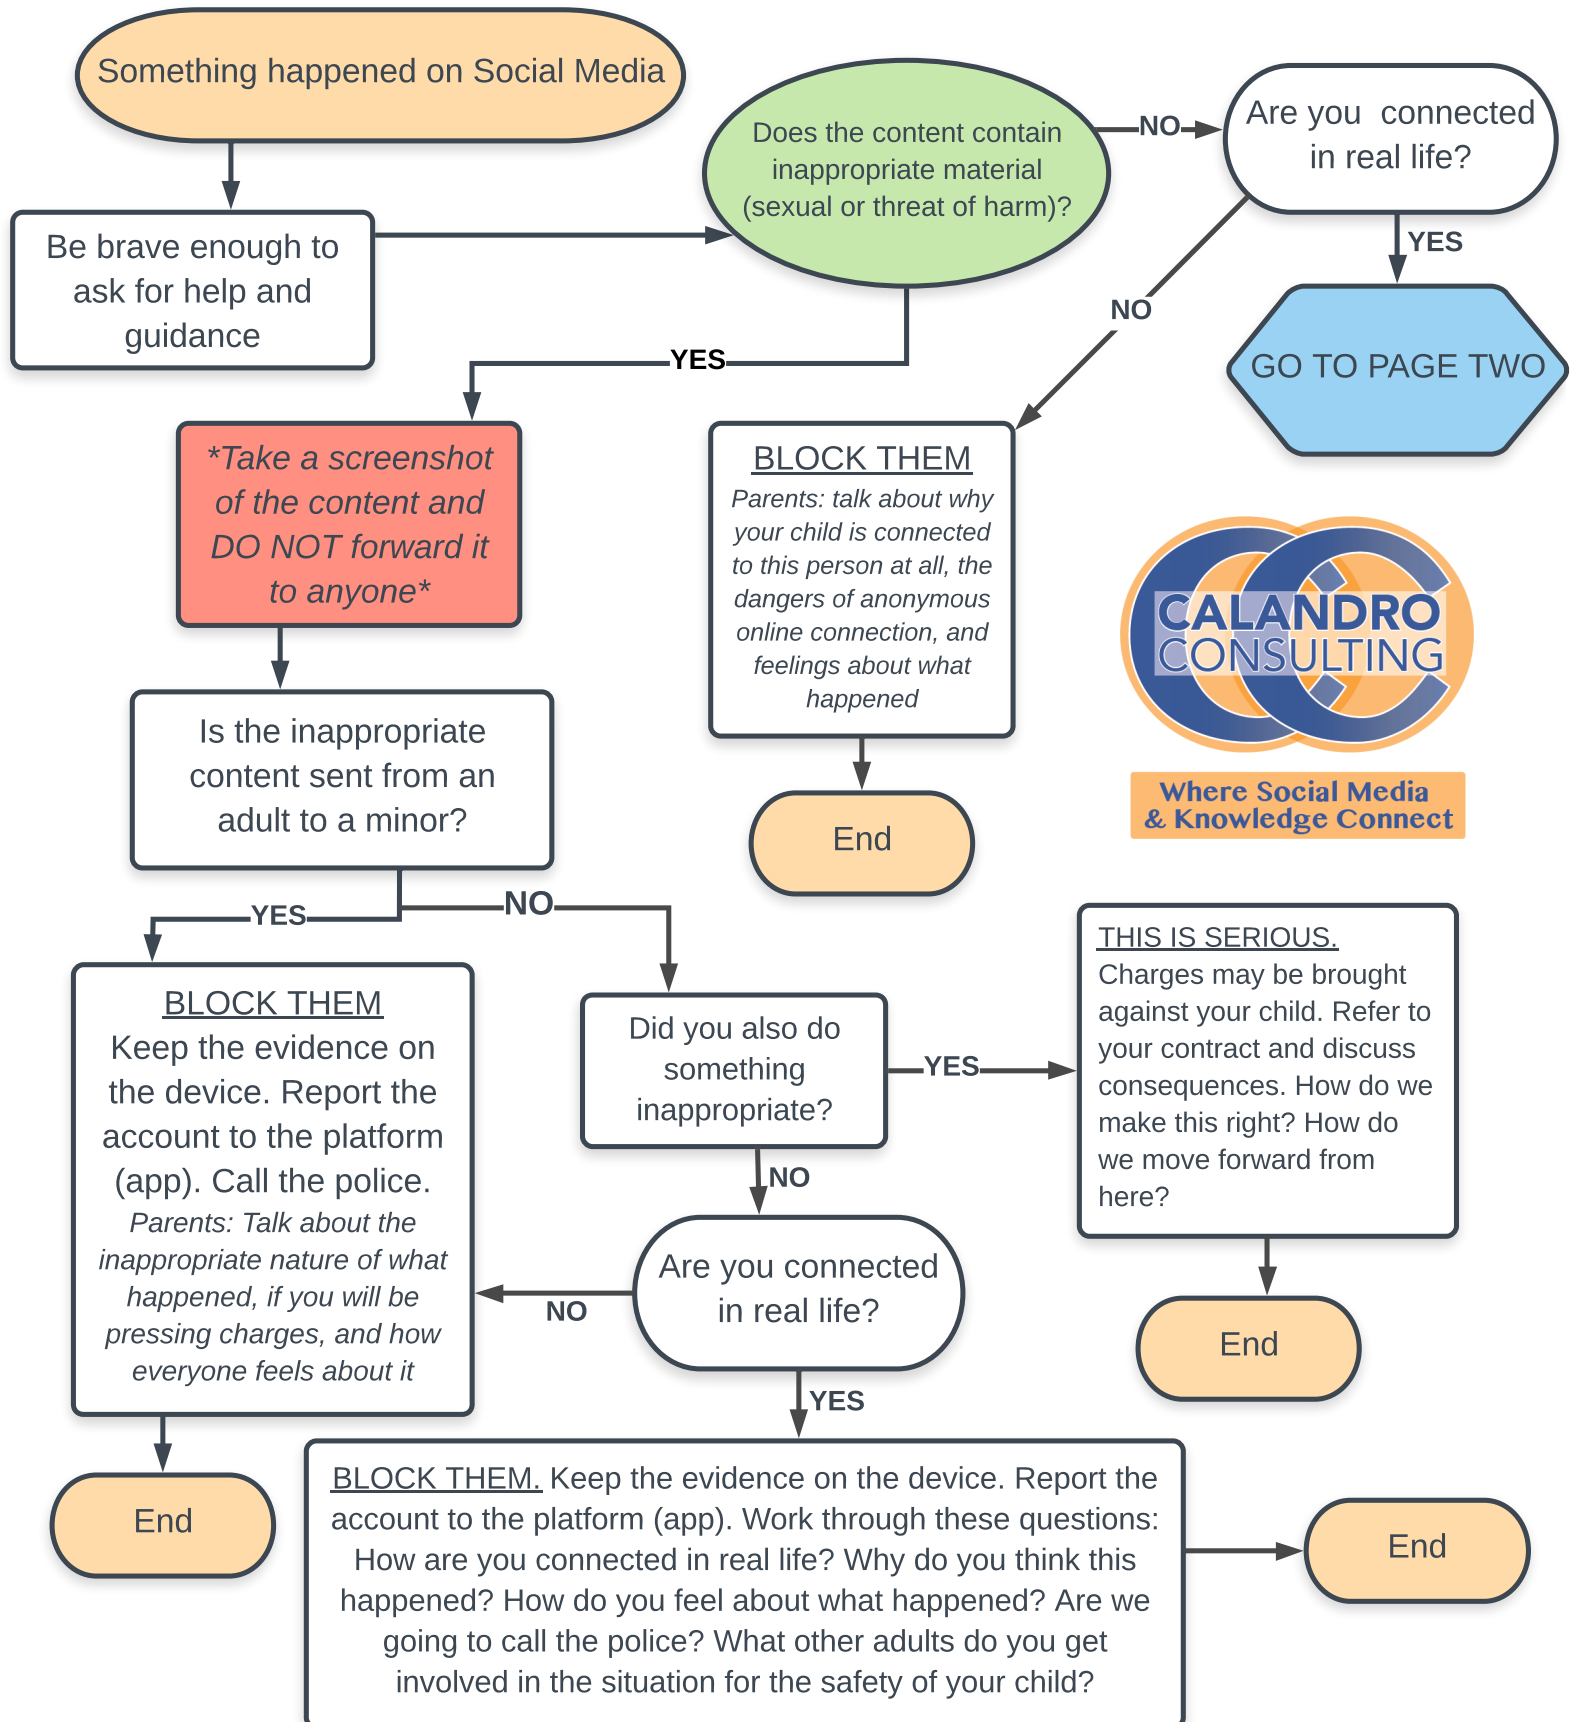 Something happened on Social Media
Be brave enough to
ask for help and
guidance
Does the content contain
inappropriate material
(sexual or threat of harm)?
NO
Are you  connected
in real life?
YES
GO TO PAGE TWO
NO
YES
*Take a screenshot
of the content and
DO NOT forward it
to anyone*
BLOCK THEM
Parents: talk about why
your child is connected
to this person at all, the
dangers of anonymous
online connection, and
feelings about what
happened
End
CALANDRO
CONSULTING
Where Social Media
& Knowledge Connect
Is the inappropriate
content sent from an
adult to a minor?
YES
NO
BLOCK THEM
Keep the evidence on
the device. Report the
account to the platform
(app). Call the police.
Parents: Talk about the
inappropriate nature of what
happened, if you will be
pressing charges, and how
everyone feels about it
End
Did you also do
something
inappropriate?
YES
THIS IS SERIOUS.
Charges may be brought
against your child. Refer to
your contract and discuss
consequences. How do we
make this right? How do
we move forward from
here?
End
NO
Are you connected
in real life?
NO
YES
BLOCK THEM. Keep the evidence on the device. Report the
account to the platform (app). Work through these questions:
How are you connected in real life? Why do you think this
happened? How do you feel about what happened? Are we
going to call the police? What other adults do you get
involved in the situation for the safety of your child?
End